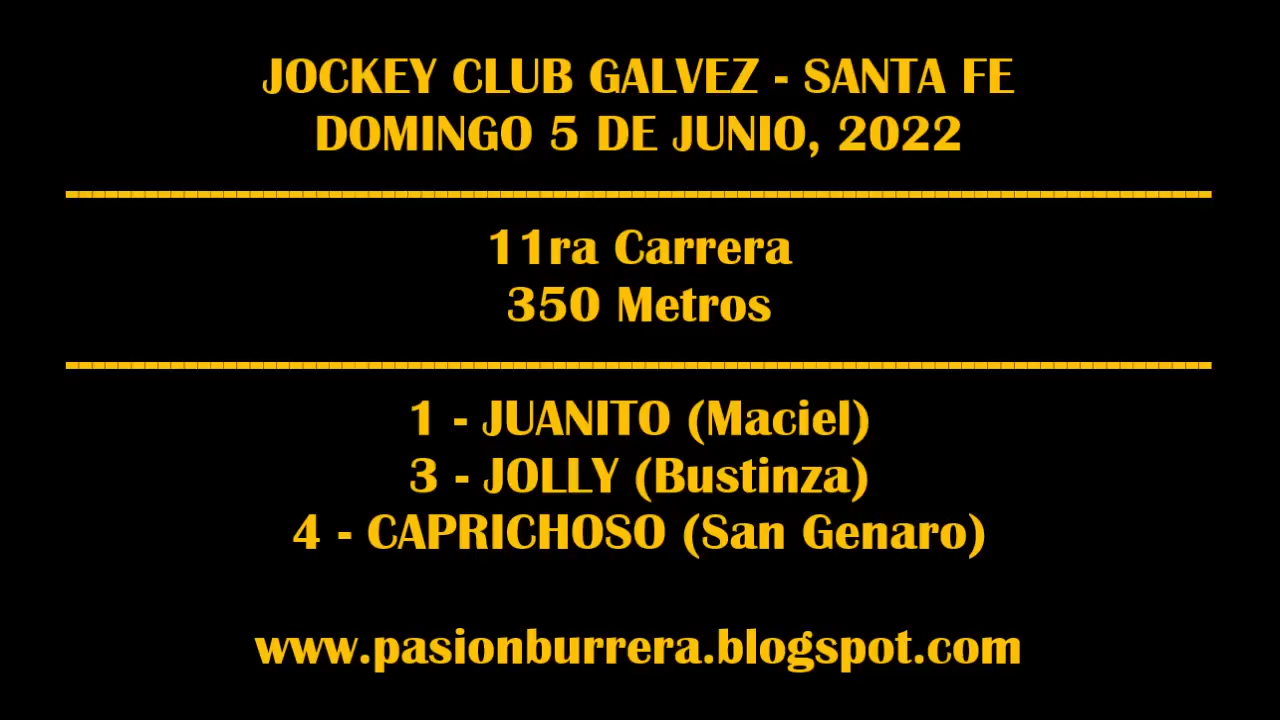 JOCKEY CLUB GALVEZ - SANTA FE
DOMINGO 5 DE JUNIO, 2022
11ra Carrera
350 Metros
1 - JUANITO (Maciel)
3 - JOLLY (Bustinza)
4 - CAPRICHOSO (San Genaro)
www.pasionburrera.blogspot.com